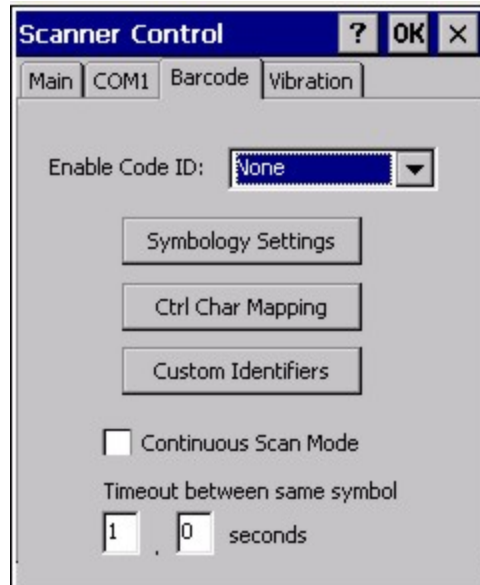 Scanner Control ? OK ×
Main COM1 Barcode Vibration
Enable Code ID: None
Symbology Settings
Ctrl Char Mapping
Custom Identifiers
Continuous Scan Mode
Timeout between same symbol
1 . 0 seconds